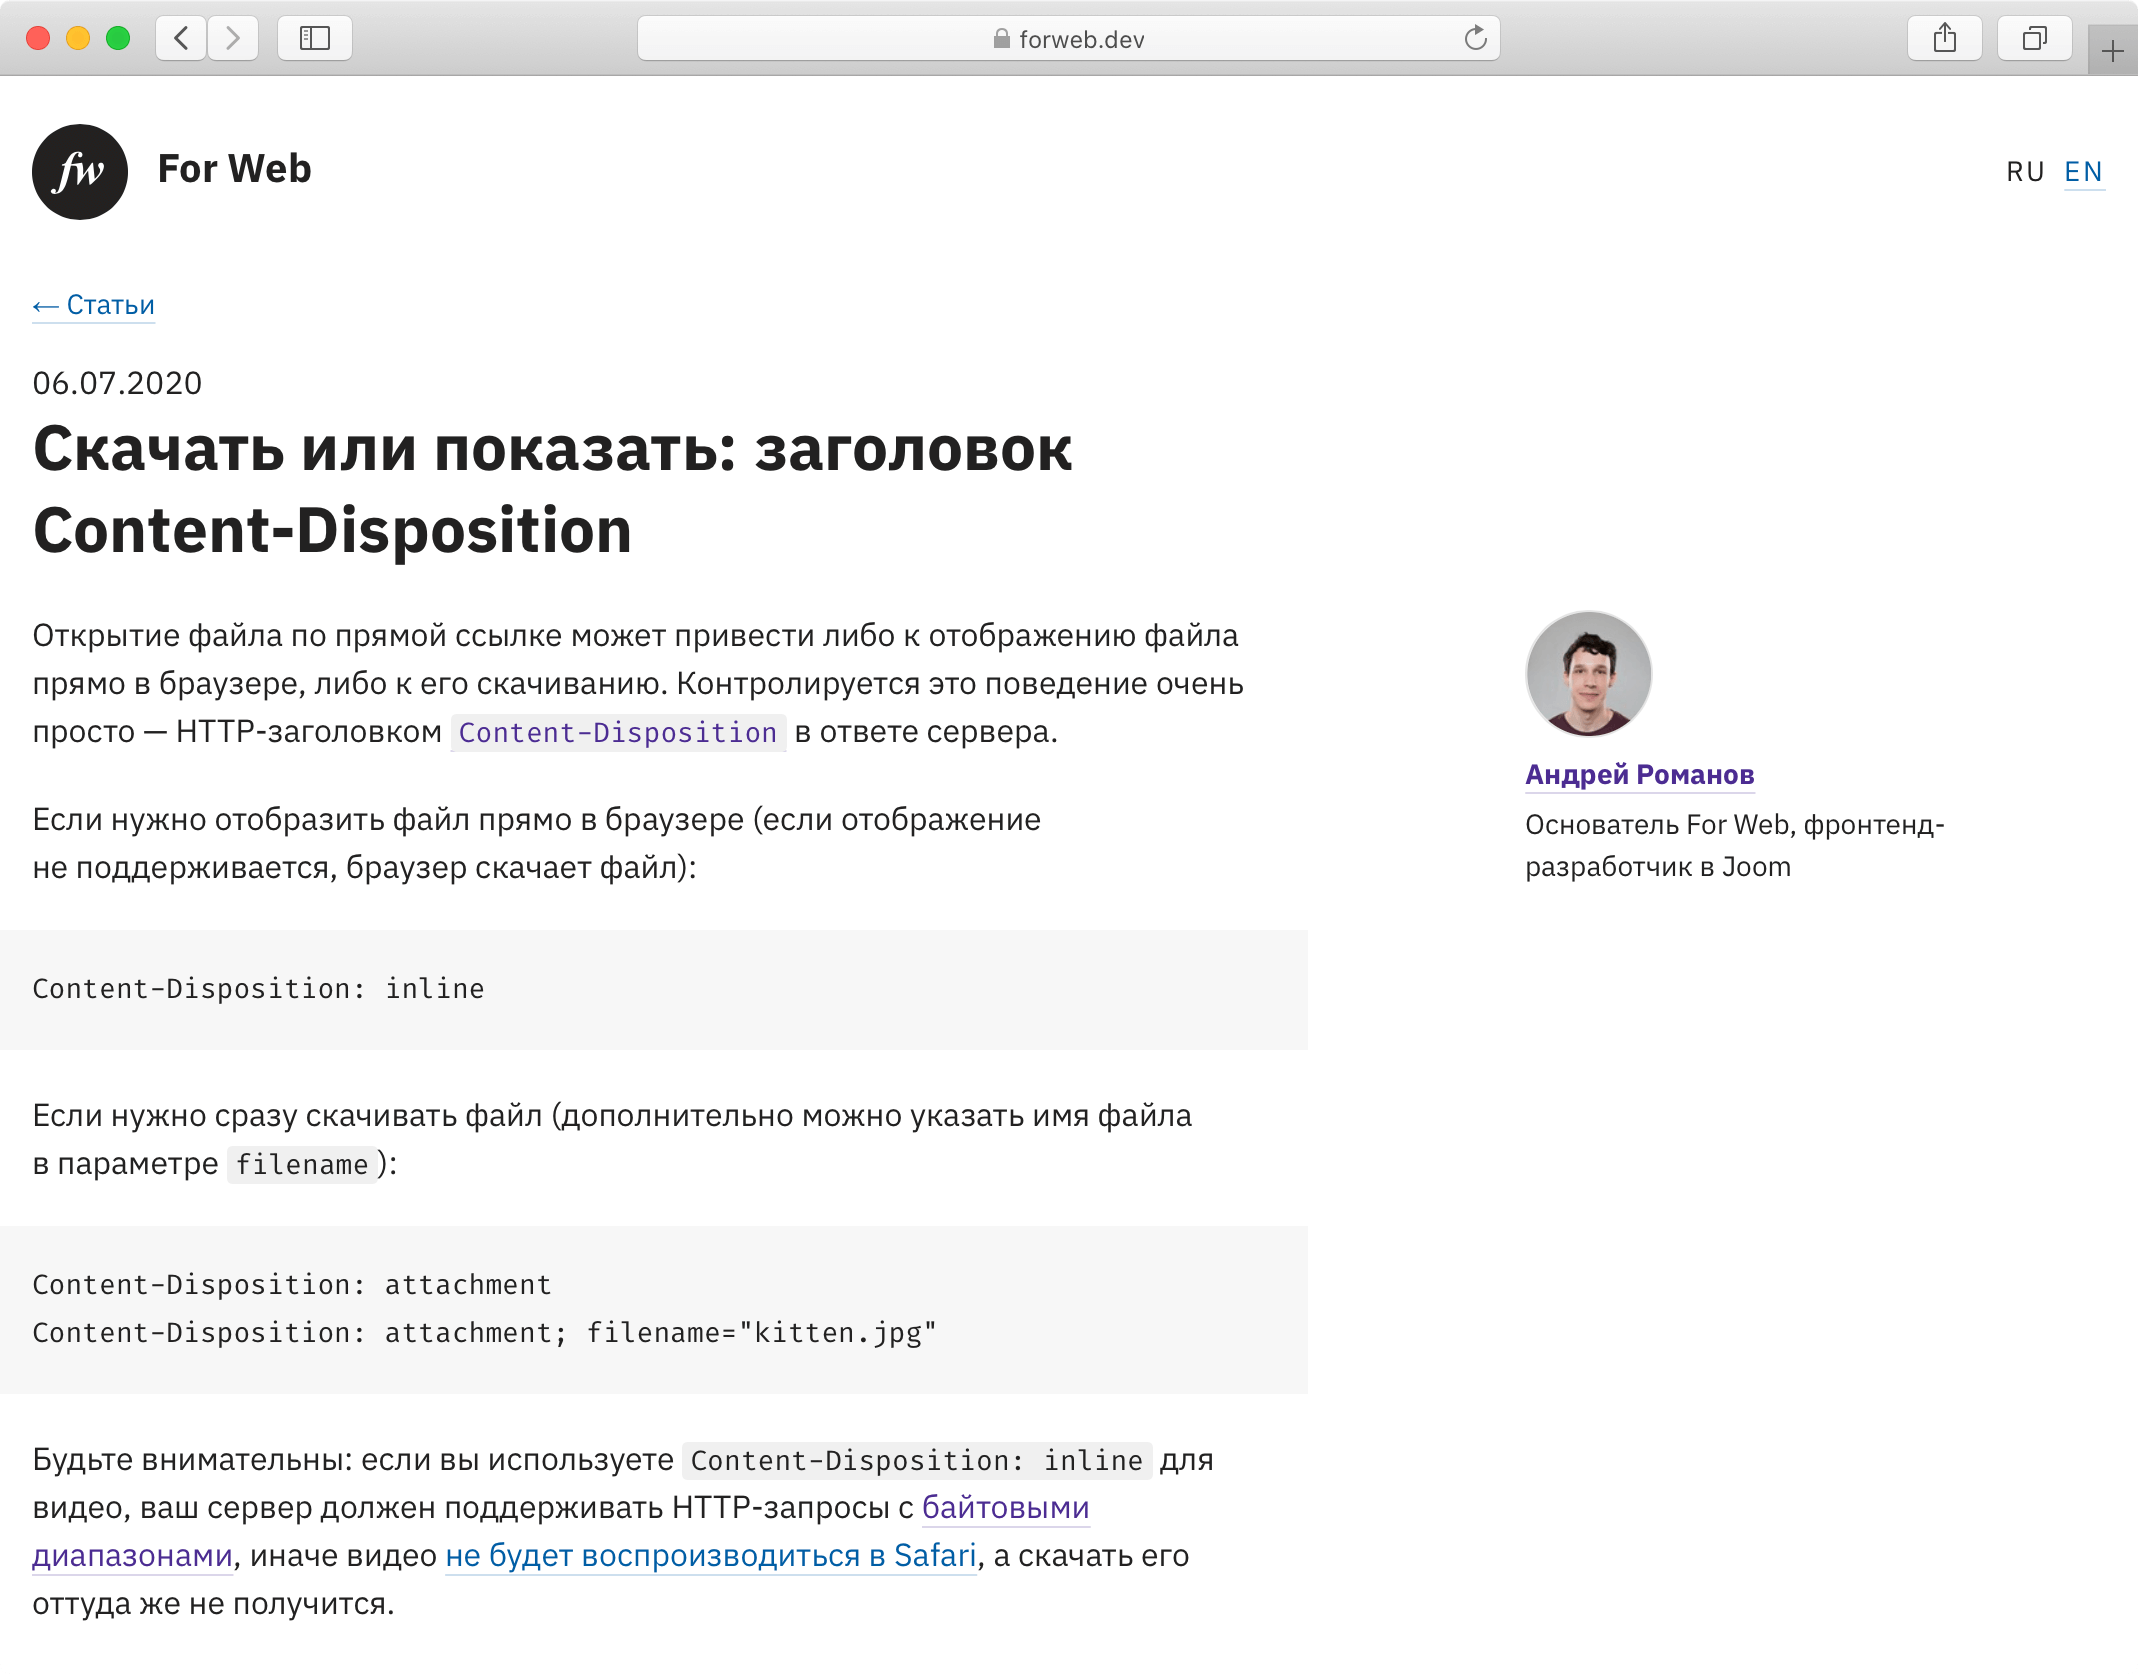 forweb.dev
fw
For Web
RU EN
← Статьи
06.07.2020
Скачать или показать: заголовок
Content-Disposition
Открытие файла по прямой ссылке может привести либо к отображению файла
прямо в браузере, либо к его скачиванию. Контролируется это поведение очень
просто — HTTP-заголовком Content-Disposition в ответе сервера.
Если нужно отобразить файл прямо в браузере (если отображение
не поддерживается, браузер скачает файл):
Content-Disposition: inline
Если нужно сразу скачивать файл (дополнительно можно указать имя файла
в параметре filename):
Content-Disposition: attachment
Content-Disposition: attachment; filename="kitten.jpg"
Будьте внимательны: если вы используете Content-Disposition: inline для
видео, ваш сервер должен поддерживать HTTP-запросы с байтовыми
диапазонами, иначе видео не будет воспроизводиться в Safari, а скачать его
оттуда же не получится.
Андрей Романов
Основатель For Web, фронтенд-
разработчик в Joom